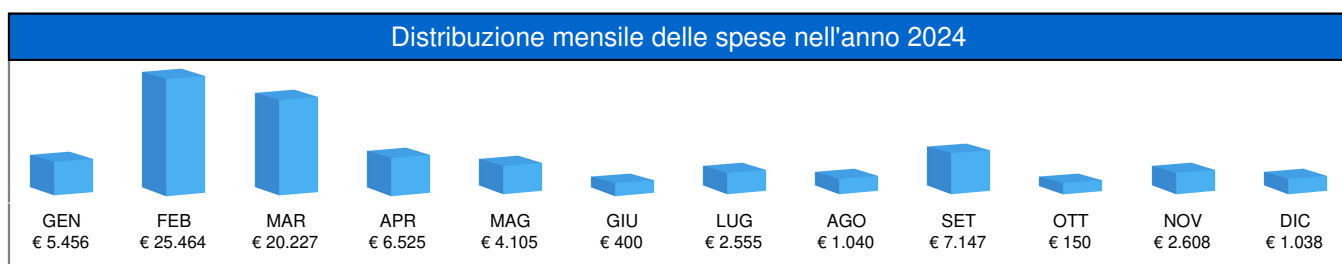 Distribuzione mensile delle spese nell'anno 2024
GEN FEB MAR APR MAG GIU LUG AGO SET OTT NOV DIC
€ 5.456 € 25.464 € 20.227 € 6.525 € 4.105 € 400 € 2.555 € 1.040 € 7.147 € 150 € 2.608 € 1.038